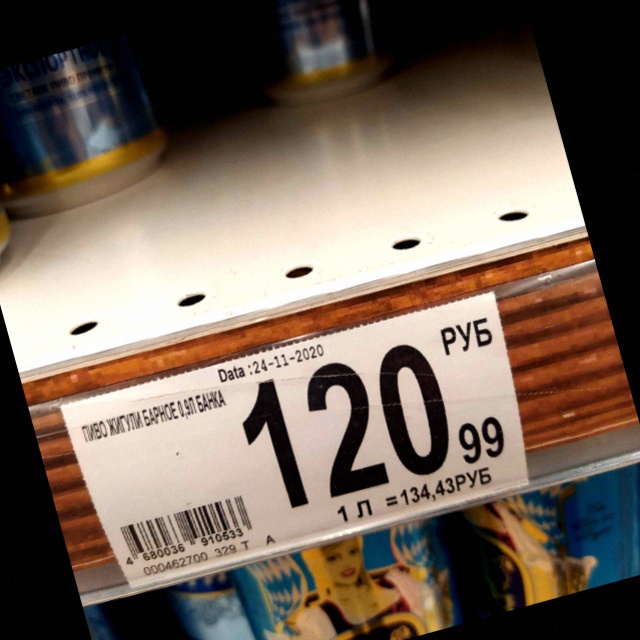 ЭКСПОРТНОЕ
Data :24-11-2020
ПИВО ЖИГУЛИ БАРНОЕ 0,9Л БАНКА
120
РУБ
99
1 Л =134,43РУБ
4 680036 910533
000462700 329 Т А